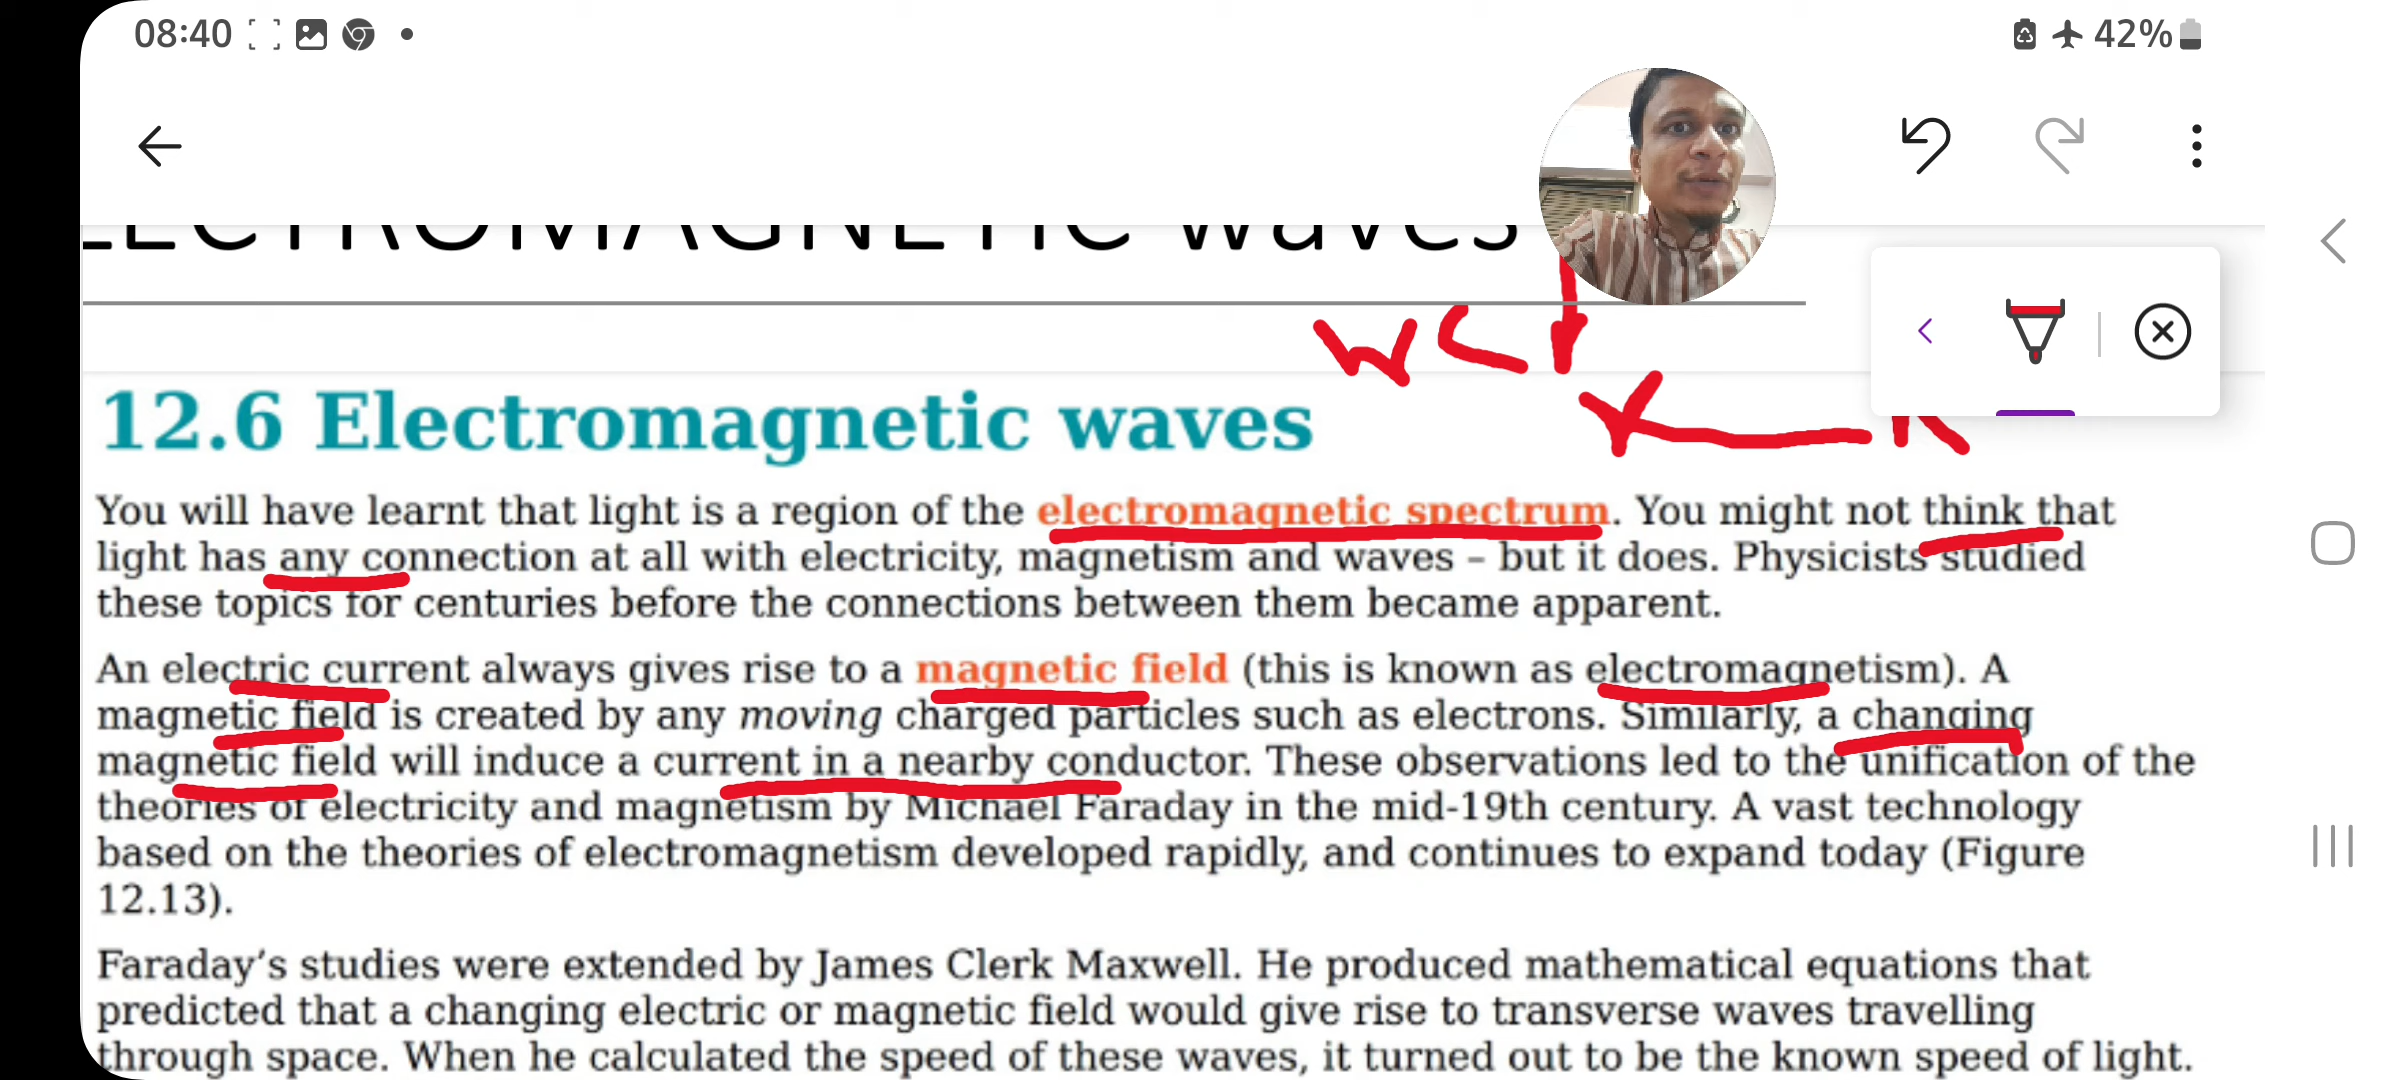 08:40
42%
ELECTROMAGNETIC waves
12.6 Electromagnetic waves
You will have learnt that light is a region of the electromagnetic spectrum. You might not think that
light has any connection at all with electricity, magnetism and waves – but it does. Physicists studied
these topics for centuries before the connections between them became apparent.
An electric current always gives rise to a magnetic field (this is known as electromagnetism). A
magnetic field is created by any moving charged particles such as electrons. Similarly, a changing
magnetic field will induce a current in a nearby conductor. These observations led to the unification of the
theories of electricity and magnetism by Michael Faraday in the mid-19th century. A vast technology
based on the theories of electromagnetism developed rapidly, and continues to expand today (Figure
12.13).
Faraday’s studies were extended by James Clerk Maxwell. He produced mathematical equations that
predicted that a changing electric or magnetic field would give rise to transverse waves travelling
through space. When he calculated the speed of these waves, it turned out to be the known speed of light.